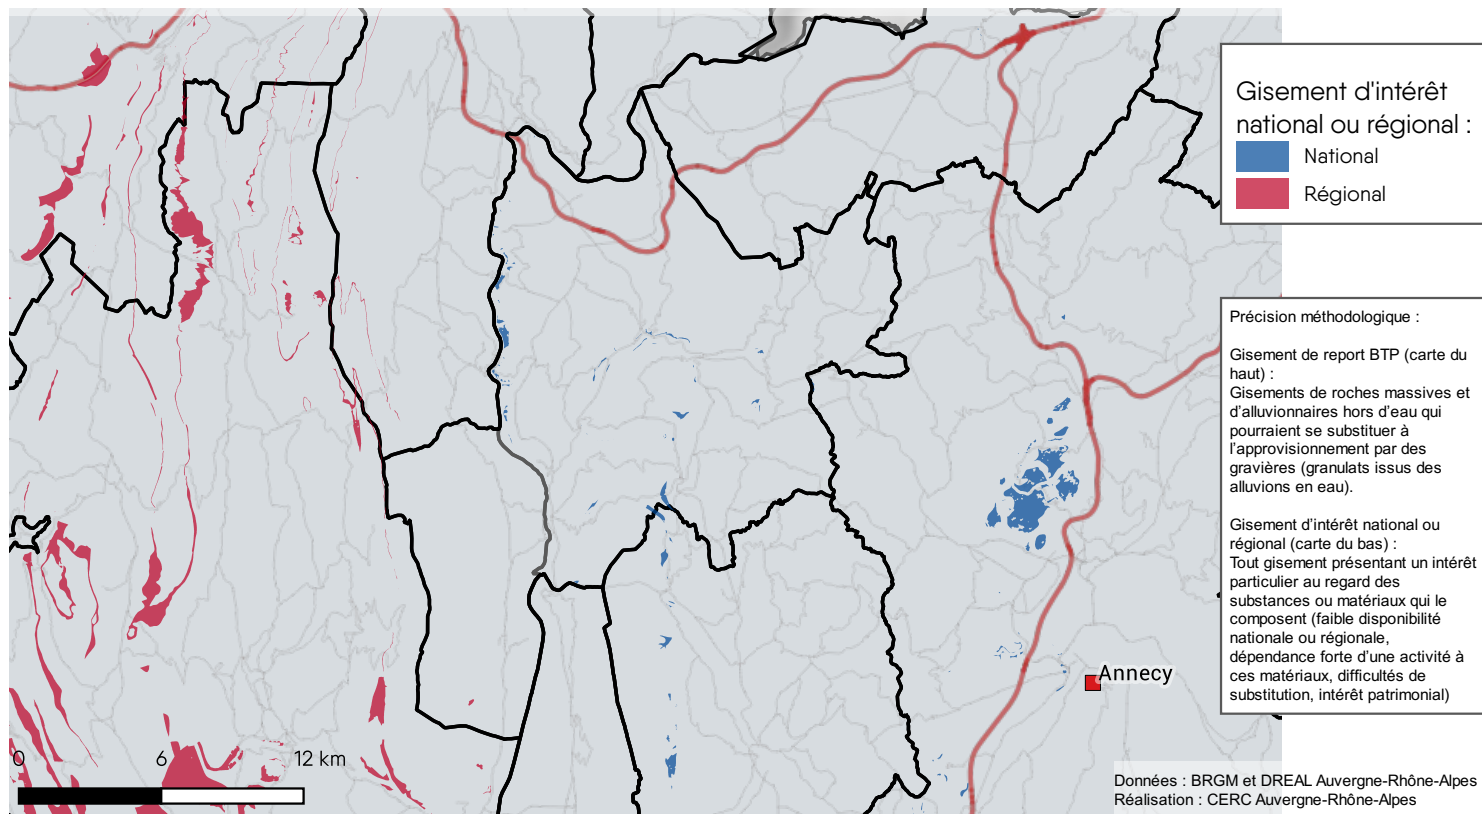 Gisement d'intérêt
national ou régional :
National
Régional
Précision méthodologique :
Gisement de report BTP (carte du
haut) :
Gisements de roches massives et
d'alluvionnaires hors d'eau qui
pourraient se substituer à
l'approvisionnement par des
gravières (granulats issus des
alluvions en eau).
Gisement d'intérêt national ou
régional (carte du bas) :
Tout gisement présentant un intérêt
particulier au regard des
substances ou matériaux qui le
composent (faible disponibilité
nationale ou régionale,
dépendance forte d'une activité à
ces matériaux, difficultés de
substitution, intérêt patrimonial)
Annecy
0 6 12 km
Données : BRGM et DREAL Auvergne-Rhône-Alpes
Réalisation : CERC Auvergne-Rhône-Alpes